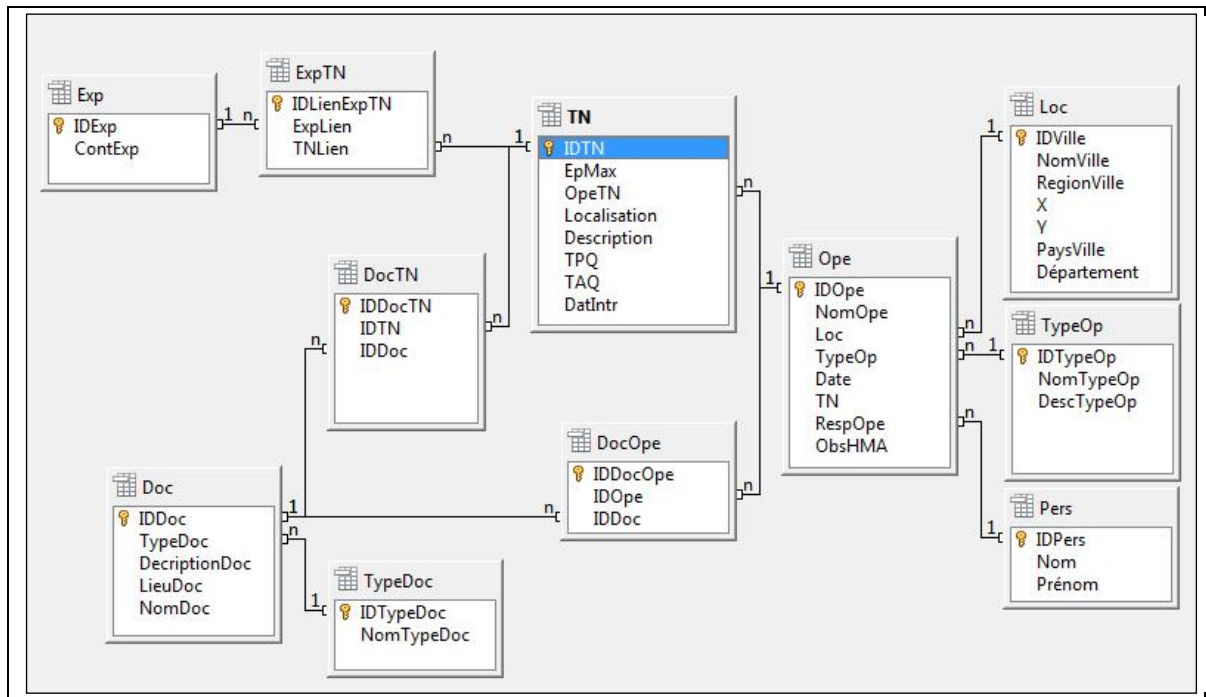 Exp
IDExp
ContExp
1 n
ExpTN
IDLienExpTN
ExpLien
TNLien
n
1
TN
IDTN
EpMax
OpeTN
Localisation
Description
TPQ
TAQ
DatIntr
n
1
DocTN
IDDocTN
IDTN
IDDoc
n
n
Ope
IDOpe
NomOpe
Loc
TypeOp
Date
TN
RespOpe
ObsHMA
n
n 1
n
1
Loc
IDVille
NomVille
RegionVille
X
Y
PaysVille
Département
1
TypeOp
IDTypeOp
NomTypeOp
DescTypeOp
Pers
IDPers
Nom
Prénom
1
DocOpe
IDDocOpe
IDOpe
IDDoc
n
n
Doc
IDDoc
TypeDoc
DecriptionDoc
LieuDoc
NomDoc
1
n
1
TypeDoc
IDTypeDoc
NomTypeDoc